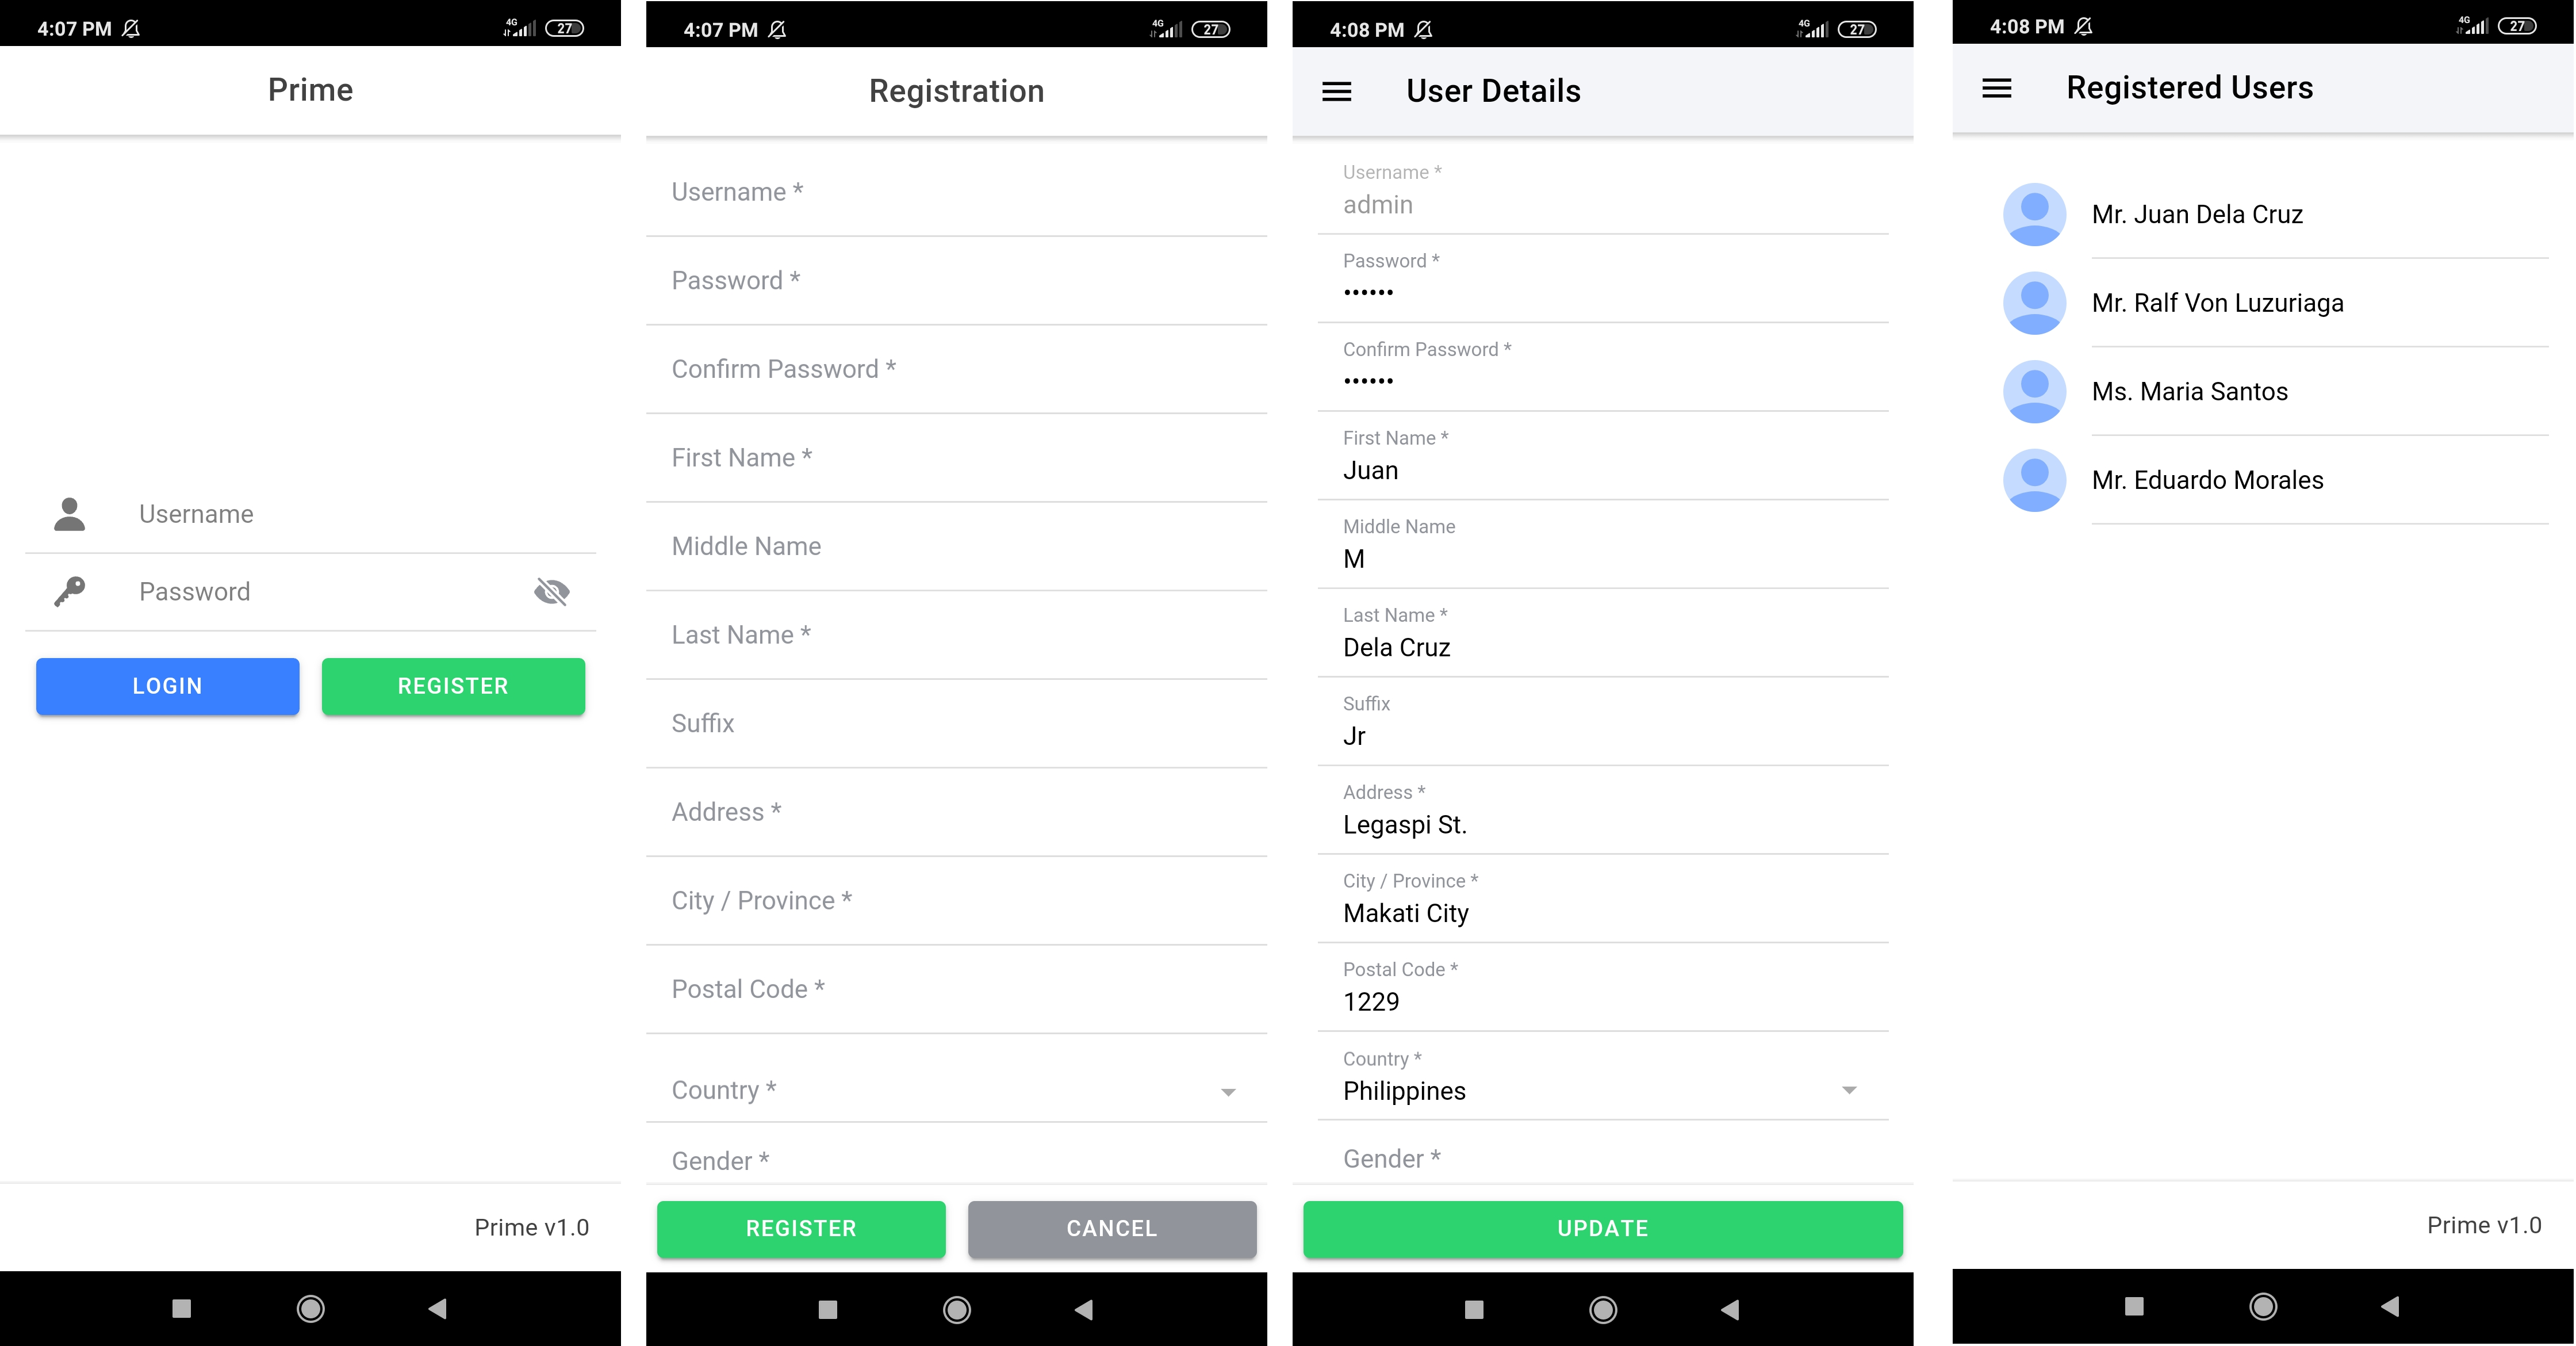 4:07 PM
4G
27
Prime
Username
Password
LOGIN
REGISTER
Prime v1.0
4:07 PM
4G
27
Registration
Username *
Password *
Confirm Password *
First Name *
Middle Name
Last Name *
Suffix
Address *
City / Province *
Postal Code *
Country *
Gender *
REGISTER
CANCEL
4:08 PM
4G
27
User Details
Username *
admin
Password *
••••••
Confirm Password *
••••••
First Name *
Juan
Middle Name
M
Last Name *
Dela Cruz
Suffix
Jr
Address *
Legaspi St.
City / Province *
Makati City
Postal Code *
1229
Country *
Philippines
Gender *
UPDATE
4:08 PM
4G
27
Registered Users
Mr. Juan Dela Cruz
Mr. Ralf Von Luzuriaga
Ms. Maria Santos
Mr. Eduardo Morales
Prime v1.0